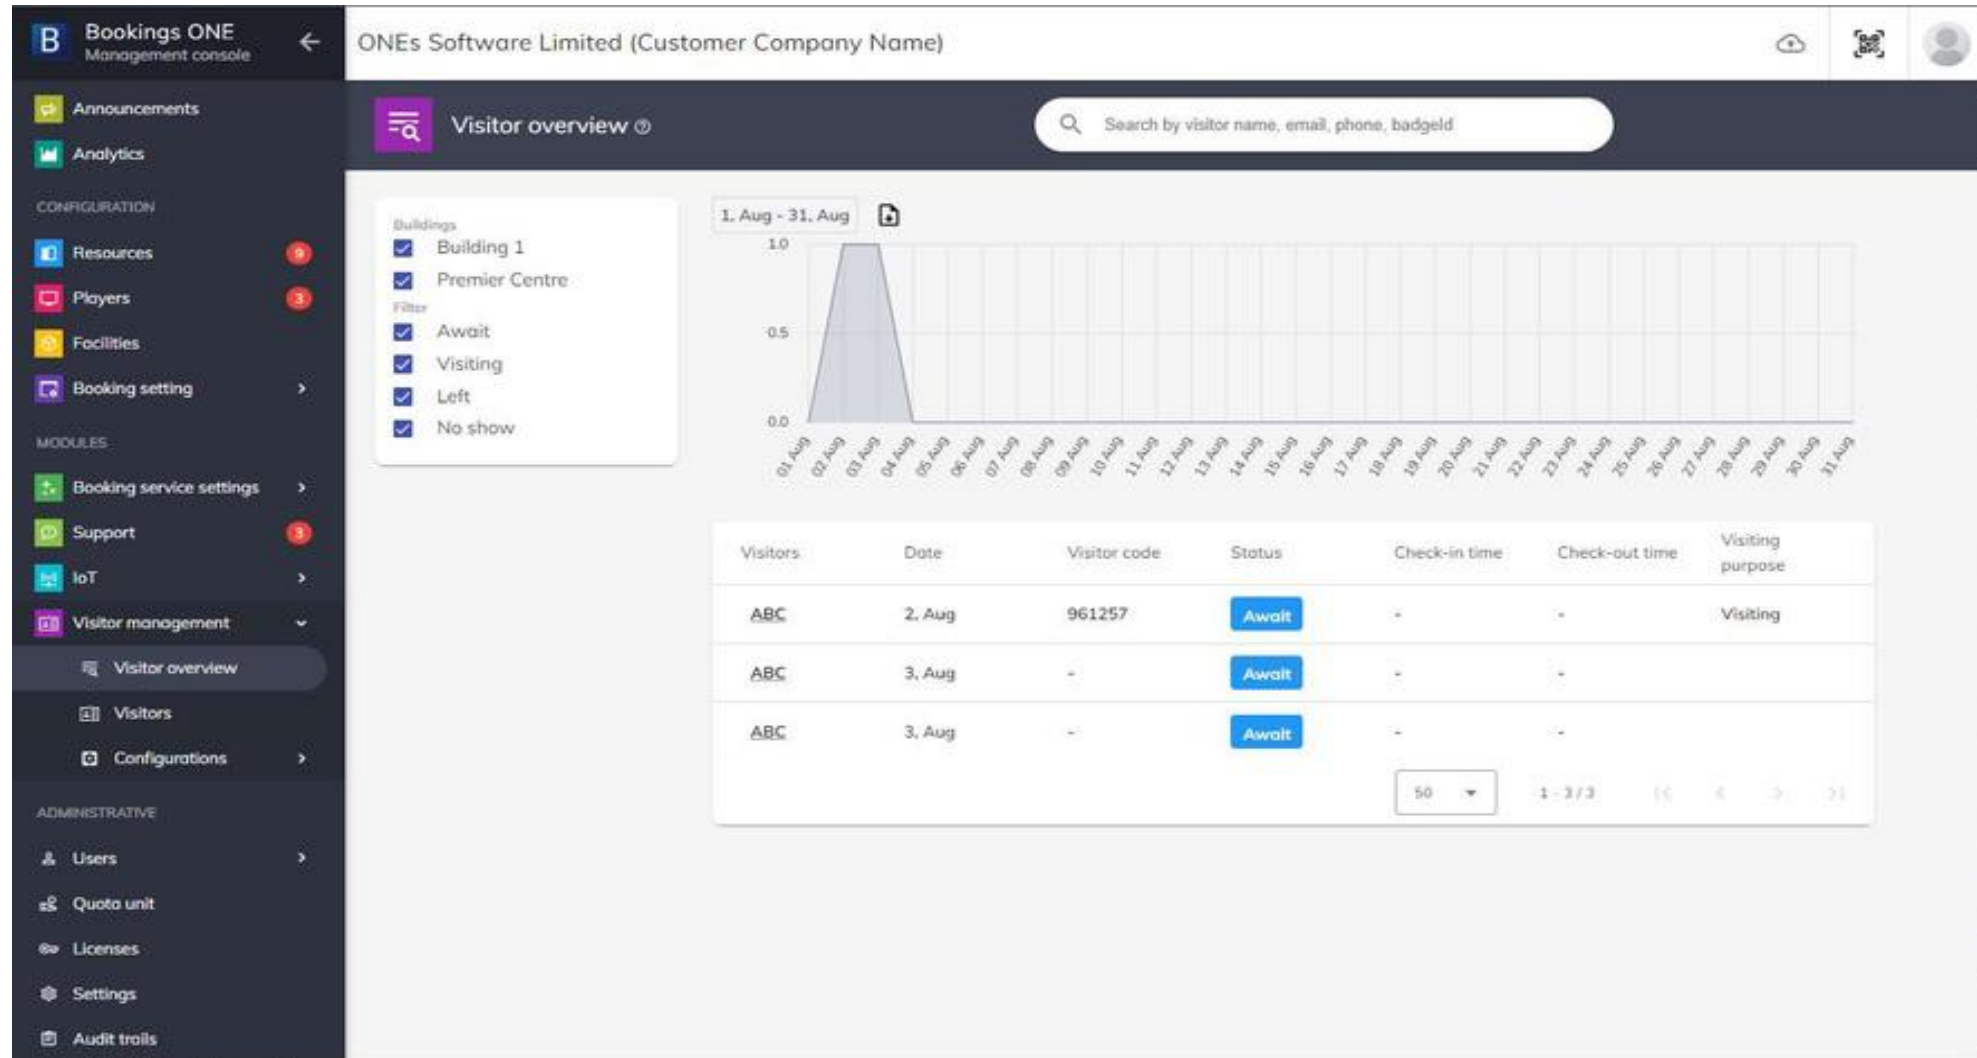 B
Bookings ONE
Management console
ONEs Software Limited (Customer Company Name)
Announcements
Analytics
CONFIGURATION
Resources 9
Players 3
Facilities
Booking setting
MODULES
Booking service settings
Support 3
IoT
Visitor management
Visitor overview
Visitors
Configurations
ADMINISTRATIVE
Users
Quota unit
Licenses
Settings
Audit trails
Visitor overview
Search by visitor name, email, phone, badgeId
Buildings
Building 1
Premier Centre
Filter
Await
Visiting
Left
No show
1. Aug - 31. Aug
1.0
0.5
0.0
01 Aug 02 Aug 03 Aug 04 Aug 05 Aug 06 Aug 07 Aug 08 Aug 09 Aug 10 Aug 11 Aug 12 Aug 13 Aug 14 Aug 15 Aug 16 Aug 17 Aug 18 Aug 19 Aug 20 Aug 21 Aug 22 Aug 23 Aug 24 Aug 25 Aug 26 Aug 27 Aug 28 Aug 29 Aug 30 Aug 31 Aug
Visitors Date Visitor code Status Check-in time Check-out time Visiting purpose
ABC 2. Aug 961257 Await - - Visiting
ABC 3. Aug - Await - -
ABC 3. Aug - Await - -
50 1 - 3 / 3